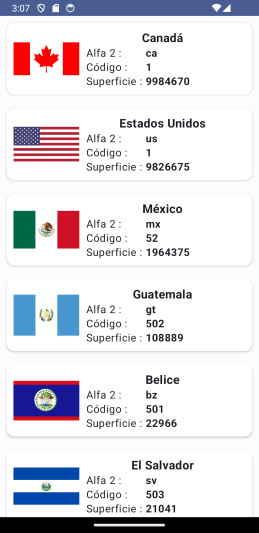 3:07
Canadá
Alfa 2 : ca
Código : 1
Superficie : 9984670
Estados Unidos
Alfa 2 : us
Código : 1
Superficie : 9826675
México
Alfa 2 : mx
Código : 52
Superficie : 1964375
Guatemala
Alfa 2 : gt
Código : 502
Superficie : 108889
Belice
Alfa 2 : bz
Código : 501
Superficie : 22966
El Salvador
Alfa 2 : sv
Código : 503
Superficie : 21041